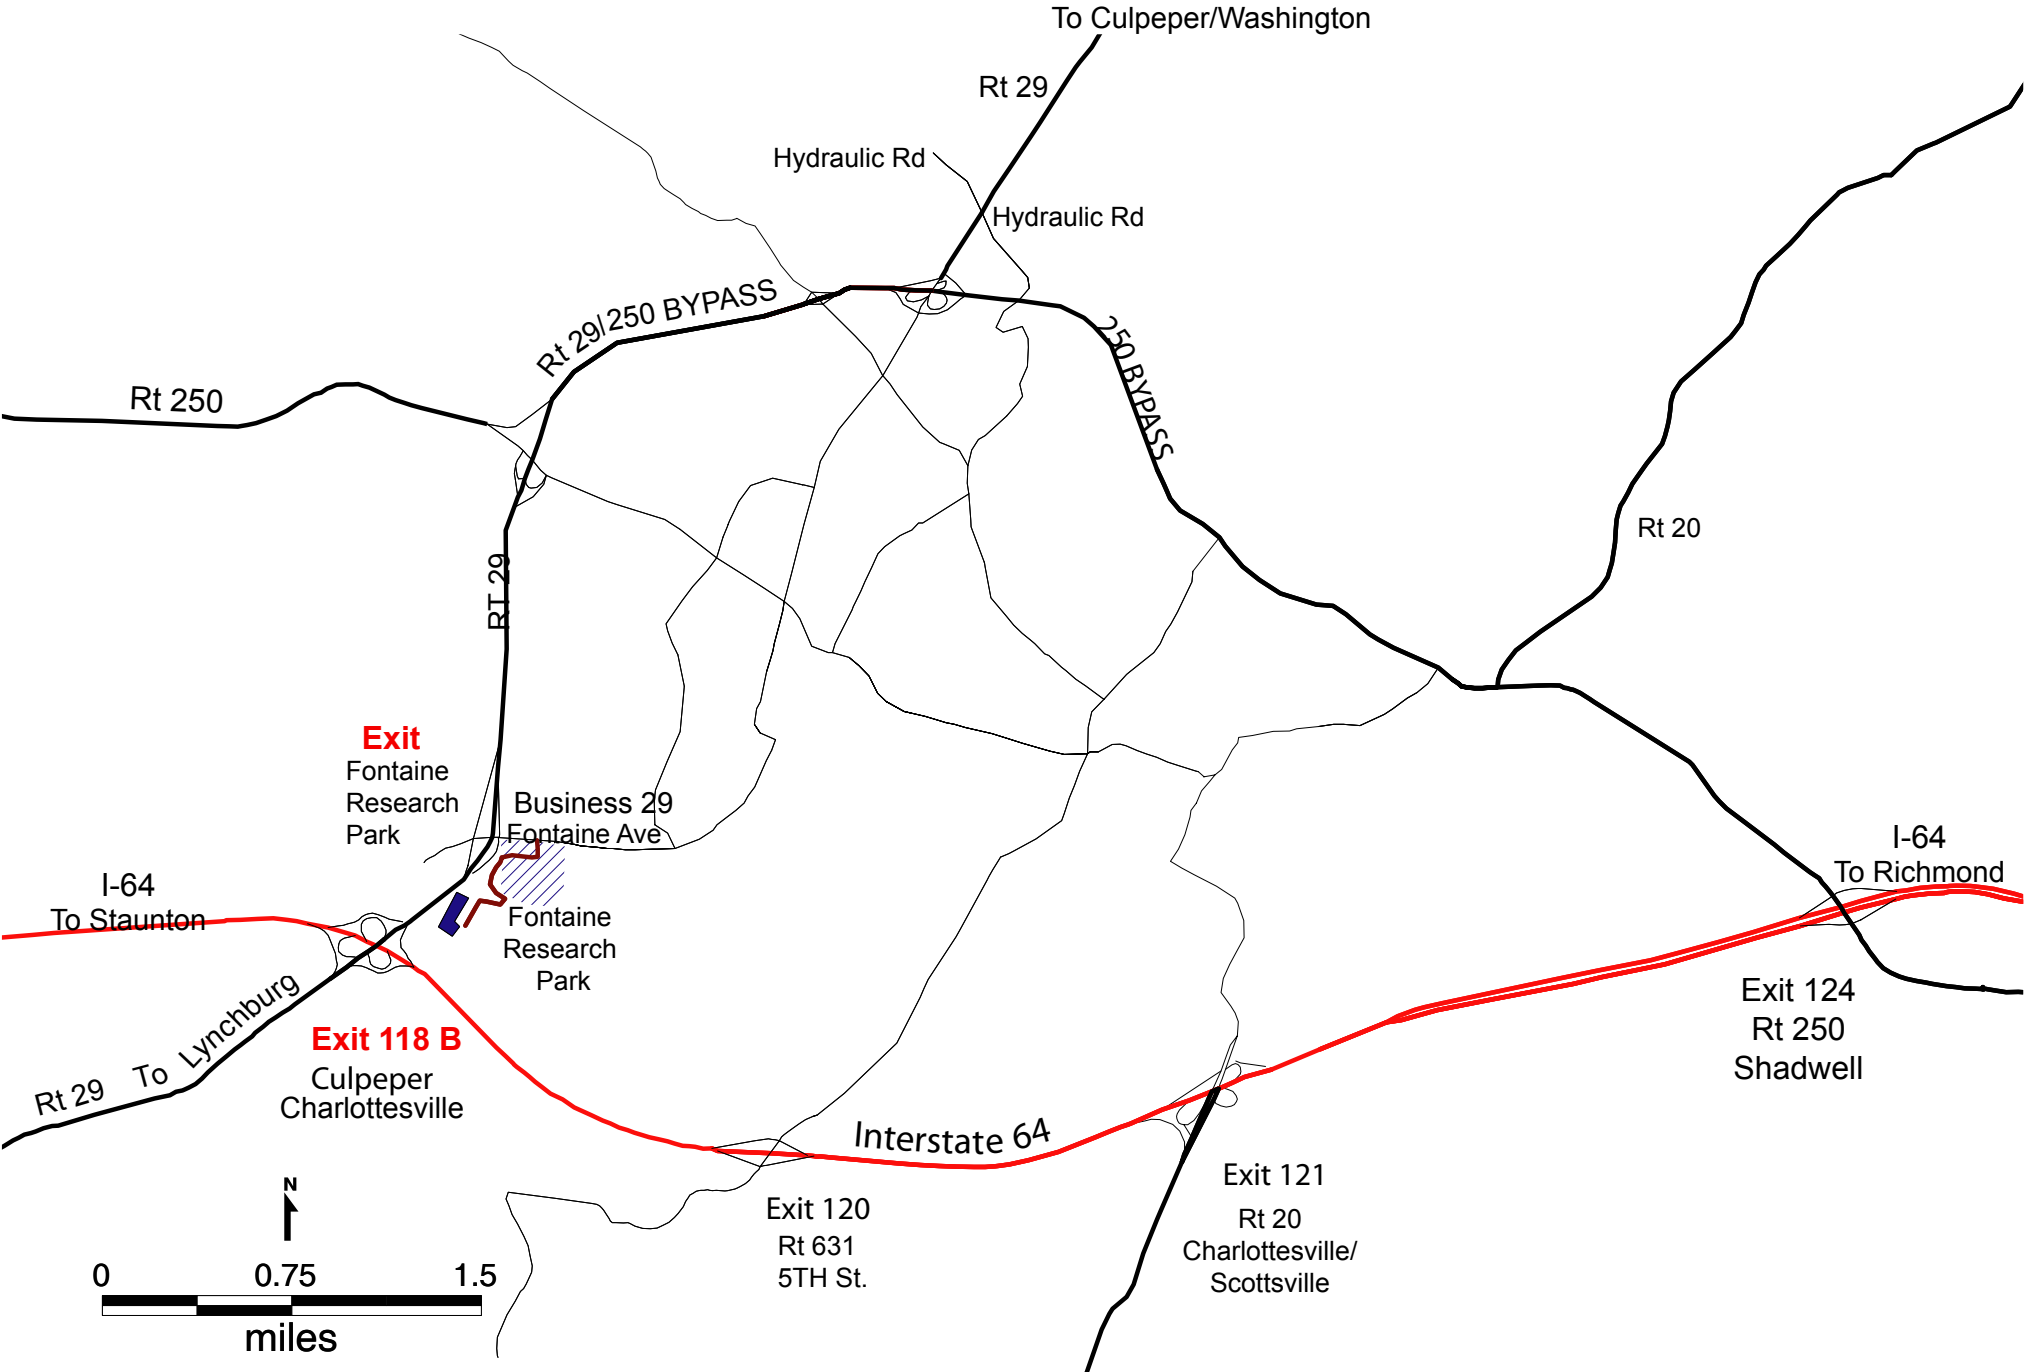 To Culpeper/Washington
Rt 29
Hydraulic Rd
Hydraulic Rd
Rt 29/250 BYPASS
250 BYPASS
Rt 250
Rt 20
RT 29
Exit
Fontaine
Research
Park
Business 29
Fontaine Ave
I-64
To Richmond
I-64
To Staunton
Fontaine
Research
Park
Exit 124
Rt 250
Shadwell
Exit 118 B
Culpeper
Charlottesville
Rt 29 To Lynchburg
Interstate 64
Exit 121
Rt 20
Charlottesville/
Scottsville
Exit 120
Rt 631
5TH St.
N
0 0.75 1.5
miles